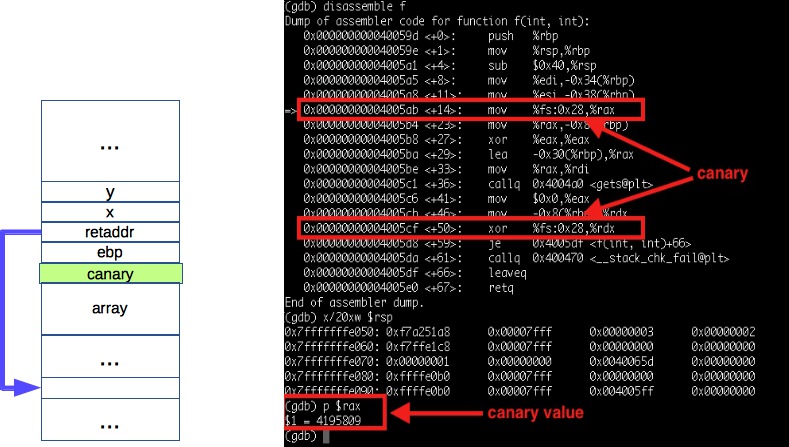 ...
y
x
retaddr
ebp
canary
array
...
...
(gdb) disassemble f
Dump of assembler code for function f(int, int):
0x000000000040059d <+0>: push %rbp
0x000000000040059e <+1>: mov %rsp,%rbp
0x00000000004005a1 <+4>: sub $0x40,%rsp
0x00000000004005a5 <+8>: mov %edi,-0x34(%rbp)
0x00000000004005a8 <+11>: mov %esi,-0x38(%rbp)
=> 0x00000000004005ab <+14>: mov %fs:0x28,%rax
0x00000000004005b4 <+23>: mov %rax,-0x8(%rbp)
0x00000000004005b8 <+27>: xor %eax,%eax
0x00000000004005ba <+29>: lea -0x30(%rbp),%rax
0x00000000004005be <+33>: mov %rax,%rdi
0x00000000004005c1 <+36>: callq 0x4004a0 <gets@plt>
0x00000000004005c6 <+41>: mov $0x0,%eax
0x00000000004005cb <+46>: mov -0x8(%rbp),%rdx
0x00000000004005cf <+50>: xor %fs:0x28,%rdx
0x00000000004005d8 <+59>: je 0x4005df <f(int, int)+66>
0x00000000004005da <+61>: callq 0x400470 <__stack_chk_fail@plt>
0x00000000004005df <+66>: leaveq
0x00000000004005e0 <+67>: retq
End of assembler dump.
(gdb) x/20xw $rsp
0x7fffffffe050: 0xf7a251a8 0x00007fff 0x00000003 0x00000002
0x7fffffffe060: 0xf7ffe1c8 0x00007fff 0x00000000 0x00000000
0x7fffffffe070: 0x00000001 0x00000000 0x0040065d 0x00000000
0x7fffffffe080: 0xffffe0b0 0x00007fff 0x00000000 0x00000000
0x7fffffffe090: 0xffffe0b0 0x00007fff 0x004005ff 0x00000000
(gdb) p $rax
$1 = 4195809
(gdb)
canary
canary value